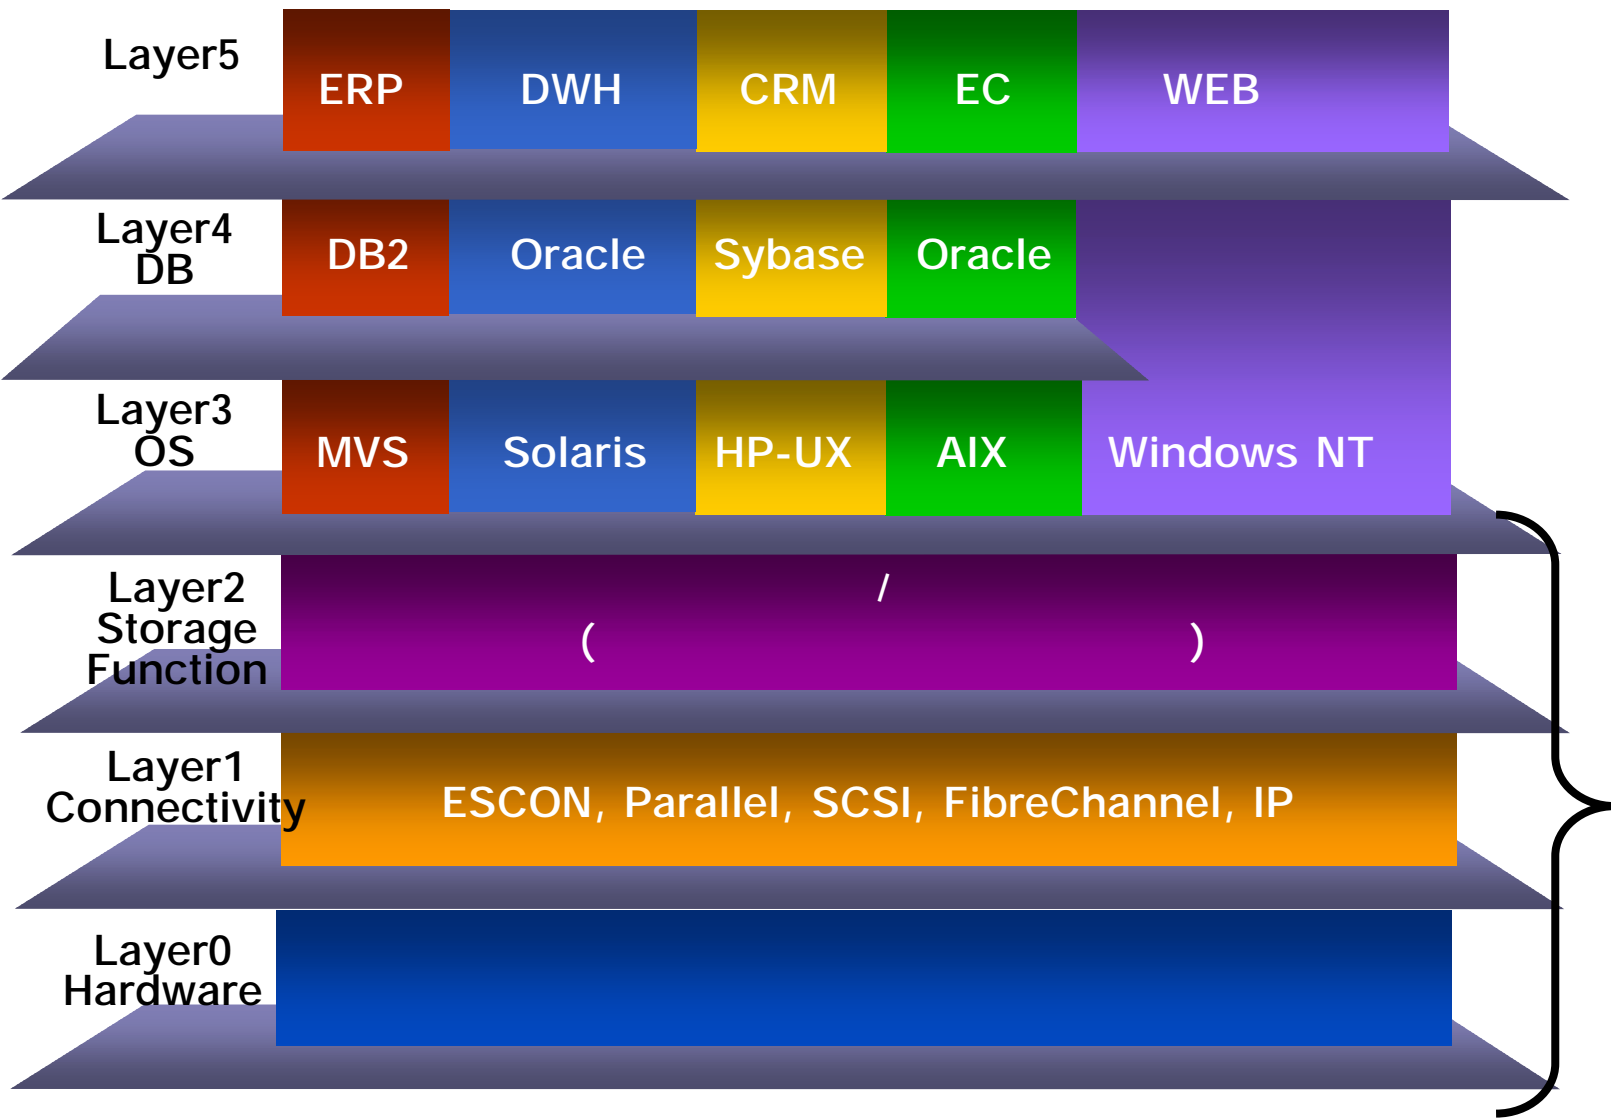 Layer5
ERP DWH CRM EC WEB
Layer4
DB
DB2 Oracle Sybase Oracle
Layer3
OS
MVS Solaris HP-UX AIX Windows NT
Layer2
Storage
Function
/
( )
Layer1
Connectivity
ESCON, Parallel, SCSI, FibreChannel, IP
Layer0
Hardware